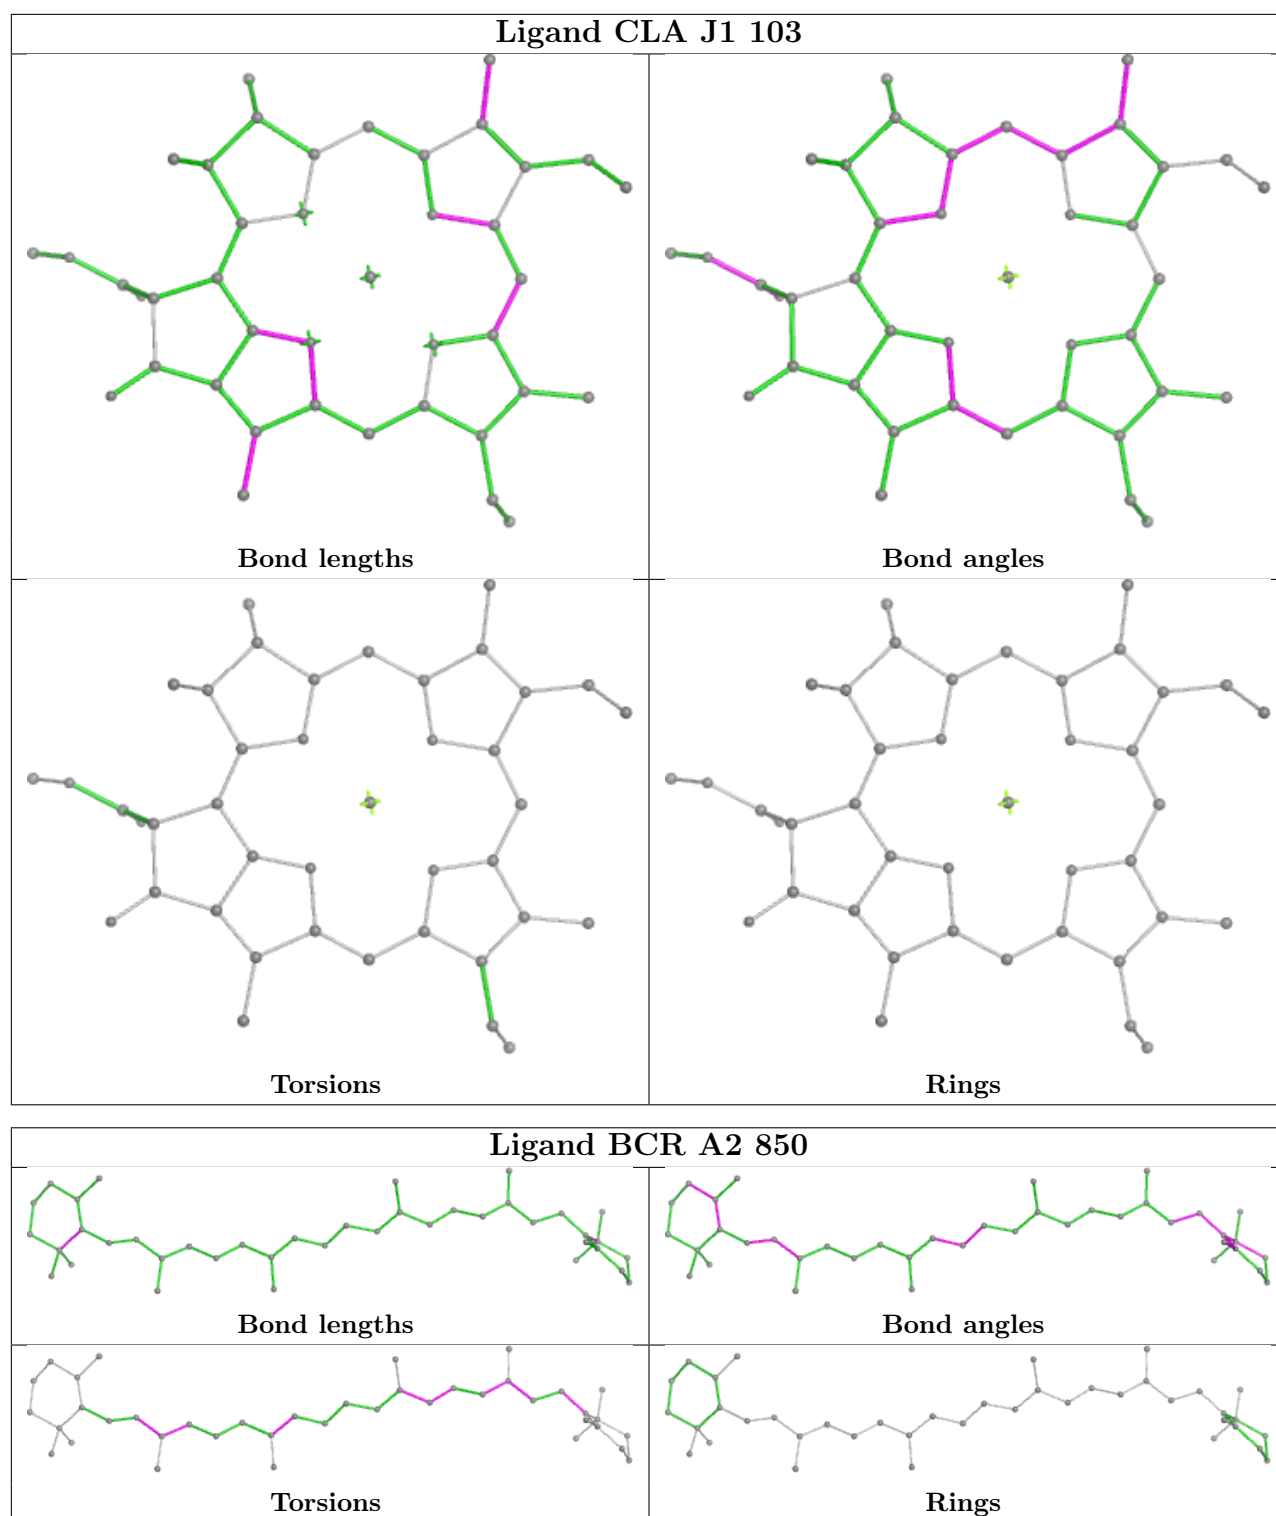 Ligand CLA J1 103
Bond lengths
Bond angles
Torsions
Rings
Ligand BCR A2 850
Bond lengths
Bond angles
Torsions
Rings